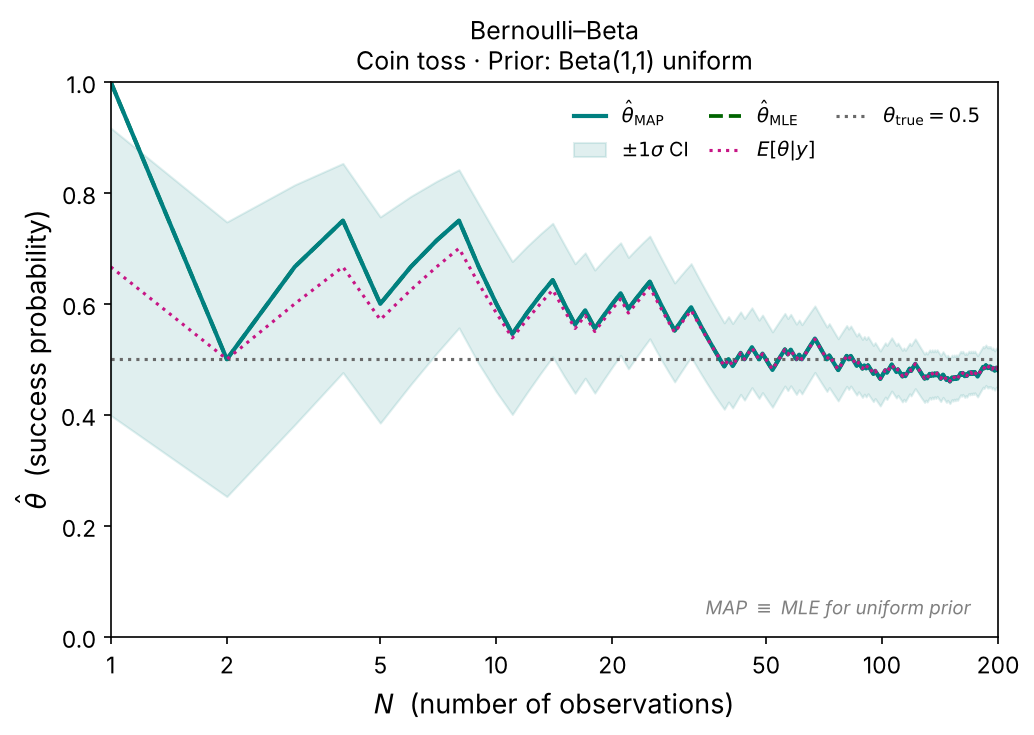 Bernoulli–Beta
Coin toss · Prior: Beta(1,1) uniform
θ̂MAP
θ̂MLE
θtrue = 0.5
±1σ CI
E[θ|y]
1.0
0.8
0.6
0.4
0.2
0.0
θ̂ (success probability)
MAP ≡ MLE for uniform prior
1 2 5 10 20 50 100 200
N (number of observations)